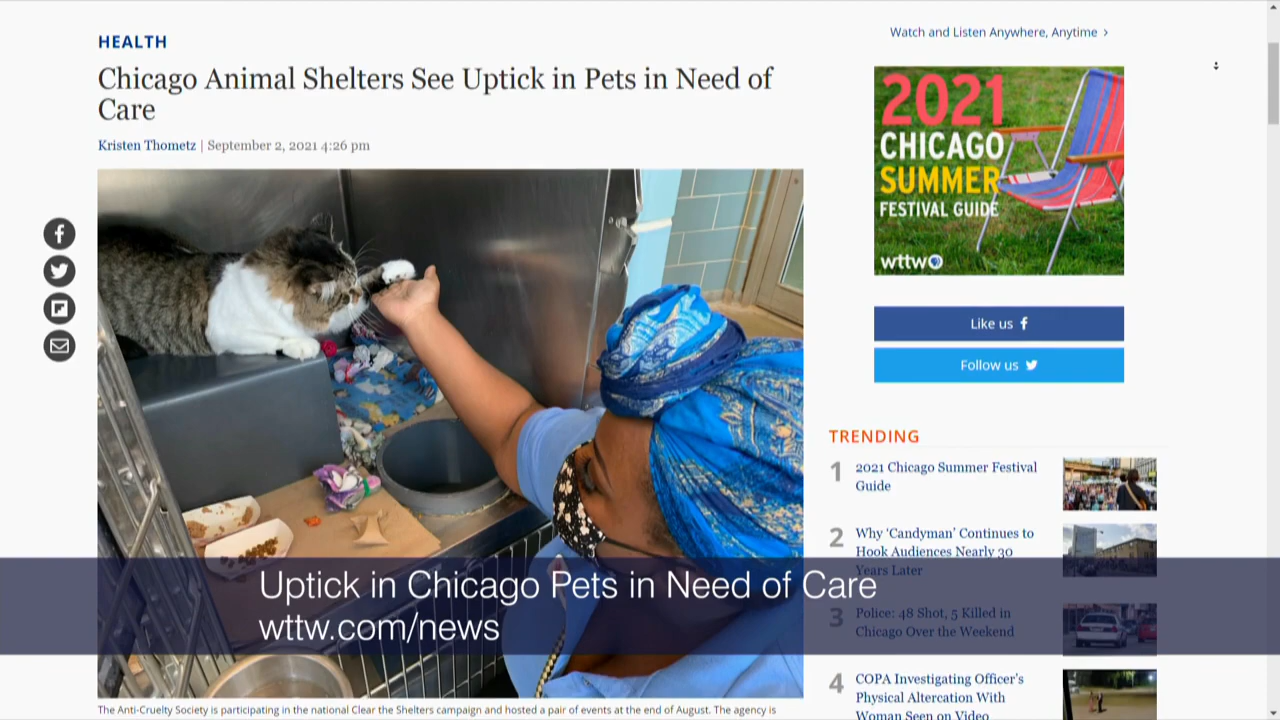 HEALTH
Chicago Animal Shelters See Uptick in Pets in Need of
Care
Kristen Thometz | September 2, 2021 4:26 pm
The Anti-Cruelty Society is participating in the national Clear the Shelters campaign and hosted a pair of events at the end of August. The agency is
Watch and Listen Anywhere, Anytime >
2021
CHICAGO
SUMMER
FESTIVAL GUIDE
wttw
Like us
Follow us
TRENDING
1 2021 Chicago Summer Festival
Guide
2 Why ‘Candyman’ Continues to
Hook Audiences Nearly 30
Years Later
3 Police: 48 Shot, 5 Killed in
Chicago Over the Weekend
4 COPA Investigating Officer’s
Physical Altercation With
Woman Seen on Video
Uptick in Chicago Pets in Need of Care
wttw.com/news